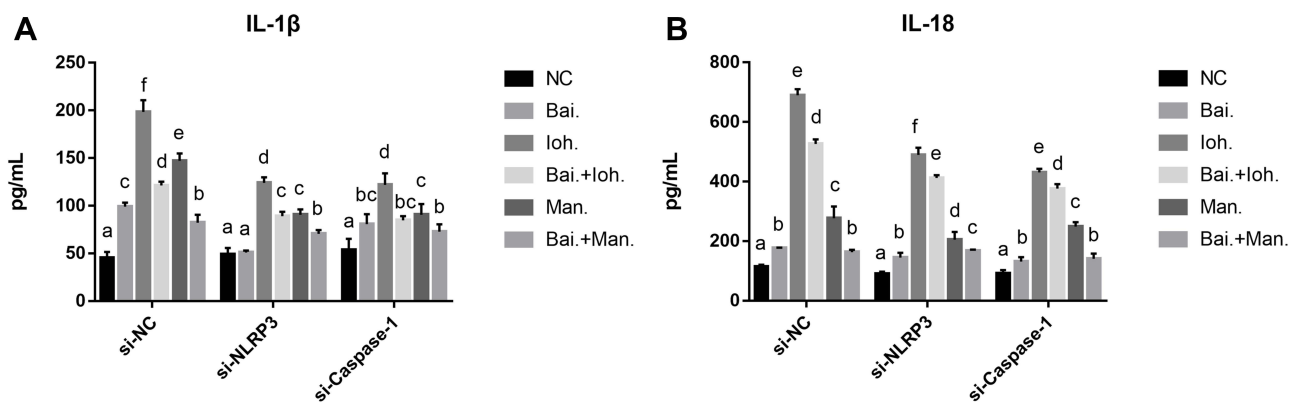 A
IL-1β
pg/mL
250
200
150
100
50
0
a
c
f
d
e
b
a
a
d
c
c
b
a
bc
d
bc
c
b
si-NC
si-NLRP3
si-Caspase-1
NC
Bai.
Ioh.
Bai.+Ioh.
Man.
Bai.+Man.
B
IL-18
pg/mL
800
600
400
200
0
a
b
e
d
c
b
a
b
f
e
d
c
a
b
e
d
c
b
si-NC
si-NLRP3
si-Caspase-1
NC
Bai.
Ioh.
Bai.+Ioh.
Man.
Bai.+Man.